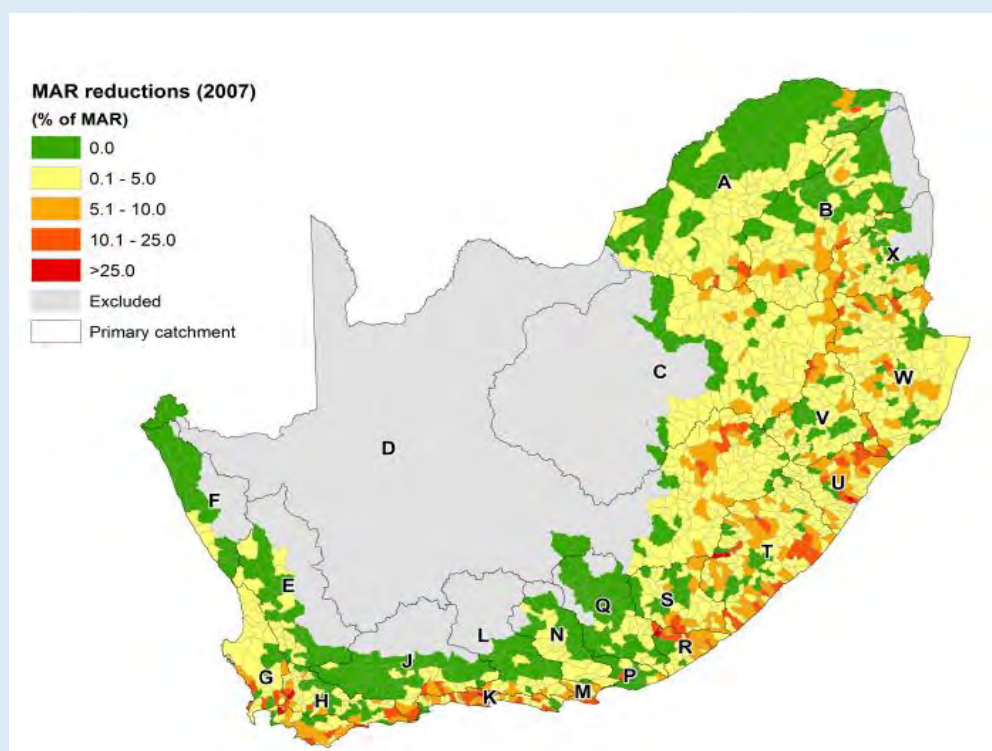 MAR reductions (2007)
(% of MAR)
0.0
0.1 - 5.0
5.1 - 10.0
10.1 - 25.0
>25.0
Excluded
Primary catchment
A
B
X
C
W
V
D
U
F
T
E
Q
S
L
N
R
J
P
G
H
K
M